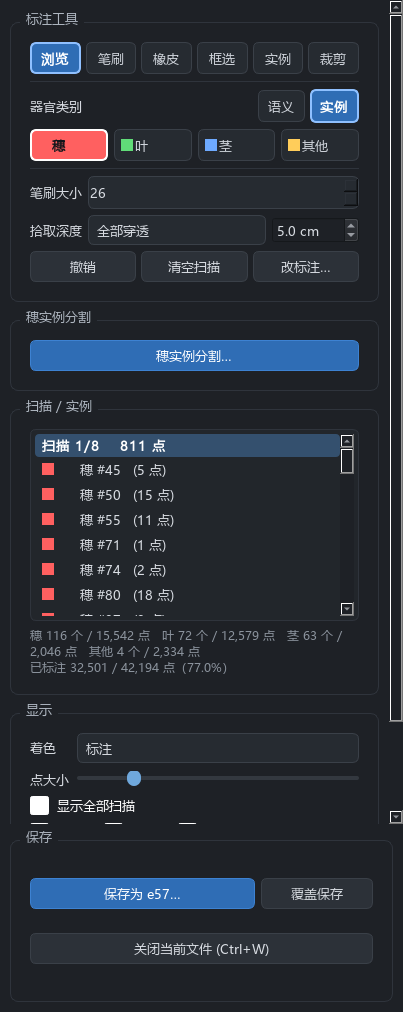 标注工具
浏览 笔刷 橡皮 框选 实例 裁剪
器官类别 语义 实例
穗 叶 茎 其他
笔刷大小 26
拾取深度 全部穿透 5.0 cm
撤销 清空扫描 改标注...
穗实例分割
穗实例分割...
扫描 / 实例
扫描 1/8 811 点
穗 #45 (5 点)
穗 #50 (15 点)
穗 #55 (11 点)
穗 #71 (1 点)
穗 #74 (2 点)
穗 #80 (18 点)
穗 116 个 / 15,542 点 叶 72 个 / 12,579 点 茎 63 个 /
2,046 点 其他 4 个 / 2,334 点
已标注 32,501 / 42,194 点 (77.0%)
显示
着色 标注
点大小
显示全部扫描
保存
保存为 e57... 覆盖保存
关闭当前文件 (Ctrl+W)